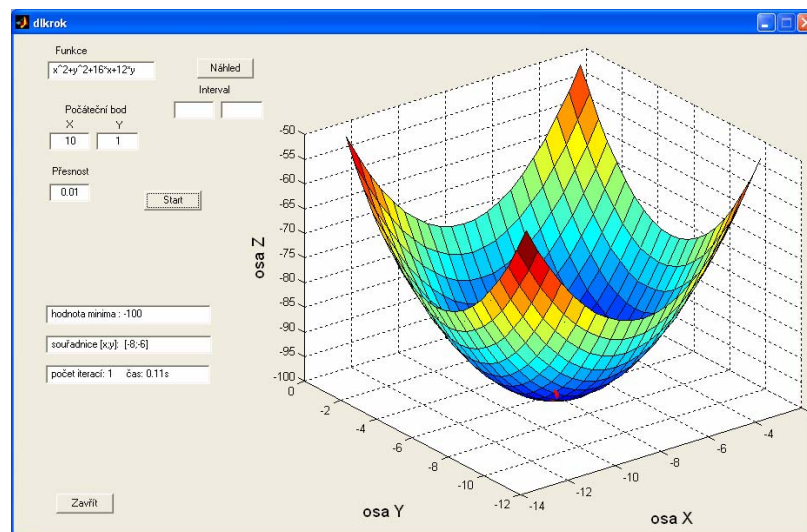 dlkrok
Funkce
x^2+y^2+16*x+12*y
Náhled
Interval
Počáteční bod
X Y
10 1
Přesnost
0.01
Start
hodnota minima : -100
souřadnice [x;y]: [-8;-6]
počet iterací: 1 čas: 0.11s
Zavřít
osa Z
-50
-55
-60
-65
-70
-75
-80
-85
-90
-95
-100
0
-2
-4
-6
-8
-10
-12
osa Y
-14
-12
-10
-8
-6
-4
osa X